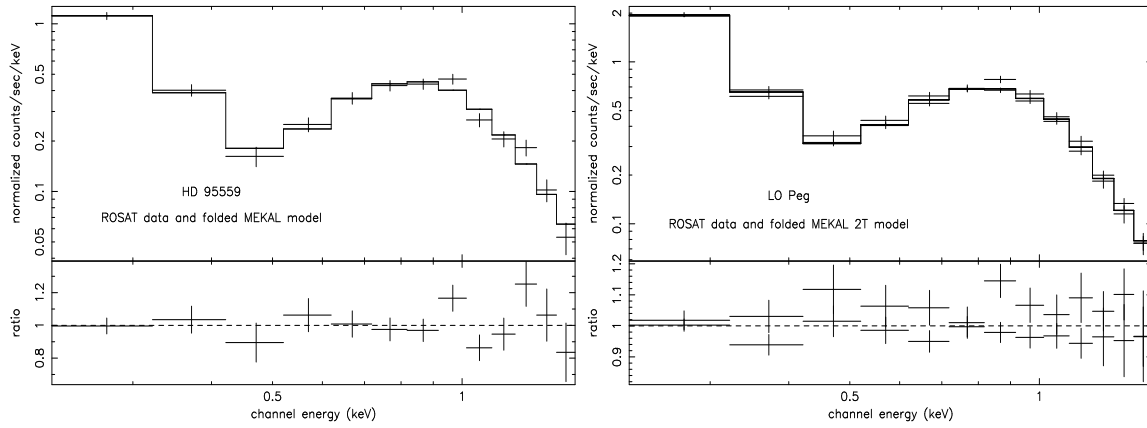 normalized counts/sec/keV
1
0.5
0.2
0.1
0.05
HD 95559
ROSAT data and folded MEKAL model
ratio
1.2
1
0.8
0.5
1
channel energy (keV)
normalized counts/sec/keV
2
1
0.5
0.2
0.1
LO Peg
ROSAT data and folded MEKAL 2T model
ratio
1.2
1.1
1
0.9
0.5
1
channel energy (keV)